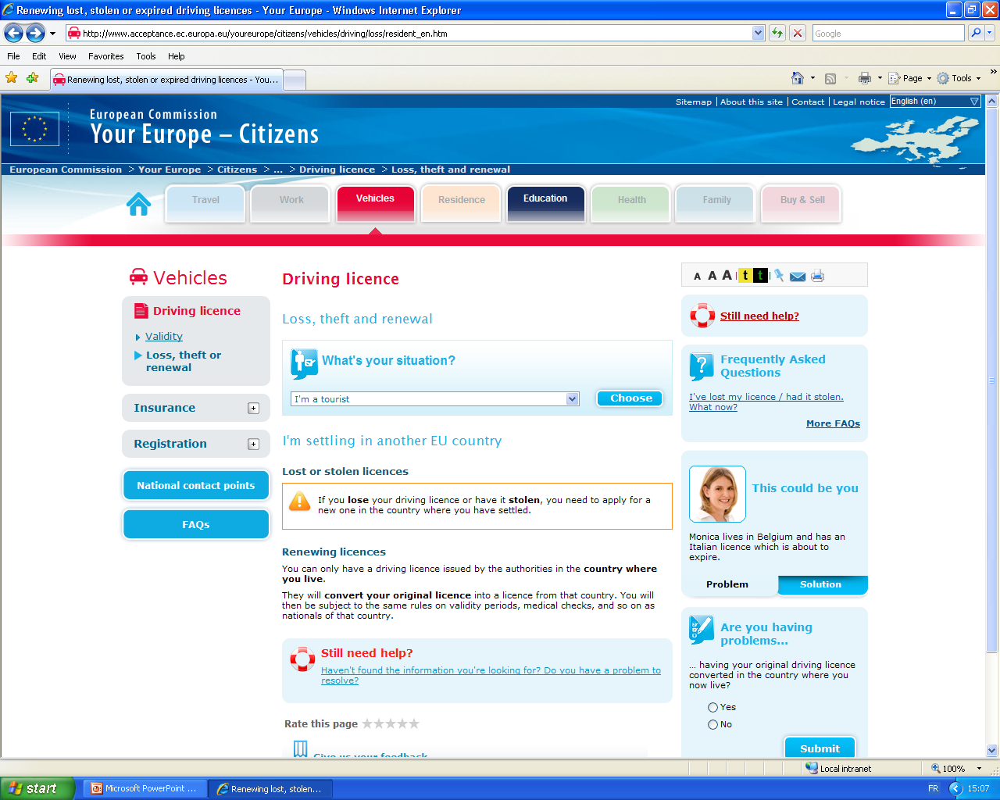 Renewing lost, stolen or expired driving licences - Your Europe - Windows Internet Explorer
http://www.acceptance.ec.europa.eu/youreurope/citizens/vehicles/driving/loss/resident_en.htm
Google
File Edit View Favorites Tools Help
Renewing lost, stolen or expired driving licences - You...
Page Tools
Sitemap About this site Contact Legal notice English (en)
European Commission
Your Europe – Citizens
European Commission > Your Europe > Citizens > ... > Driving licence > Loss, theft and renewal
Travel Work Vehicles Residence Education Health Family Buy & Sell
Vehicles
Driving licence
Validity
Loss, theft or
renewal
Insurance
Registration
National contact points
FAQs
Driving licence
Loss, theft and renewal
What's your situation?
I'm a tourist
Choose
I'm settling in another EU country
Lost or stolen licences
If you lose your driving licence or have it stolen, you need to apply for a
new one in the country where you have settled.
Renewing licences
You can only have a driving licence issued by the authorities in the country where
you live.
They will convert your original licence into a licence from that country. You will
then be subject to the same rules on validity periods, medical checks, and so on as
nationals of that country.
Still need help?
Haven't found the information you're looking for? Do you have a problem to
resolve?
Rate this page
Give us your feedback
A A A t t
Still need help?
Frequently Asked
Questions
I've lost my licence / had it stolen.
What now?
More FAQs
This could be you
Monica lives in Belgium and has an
Italian licence which is about to
expire.
Problem Solution
Are you having
problems...
... having your original driving licence
converted in the country where you
now live?
Yes
No
Submit
Local intranet 100%
start Microsoft PowerPoint ... Renewing lost, stolen... FR 15:07